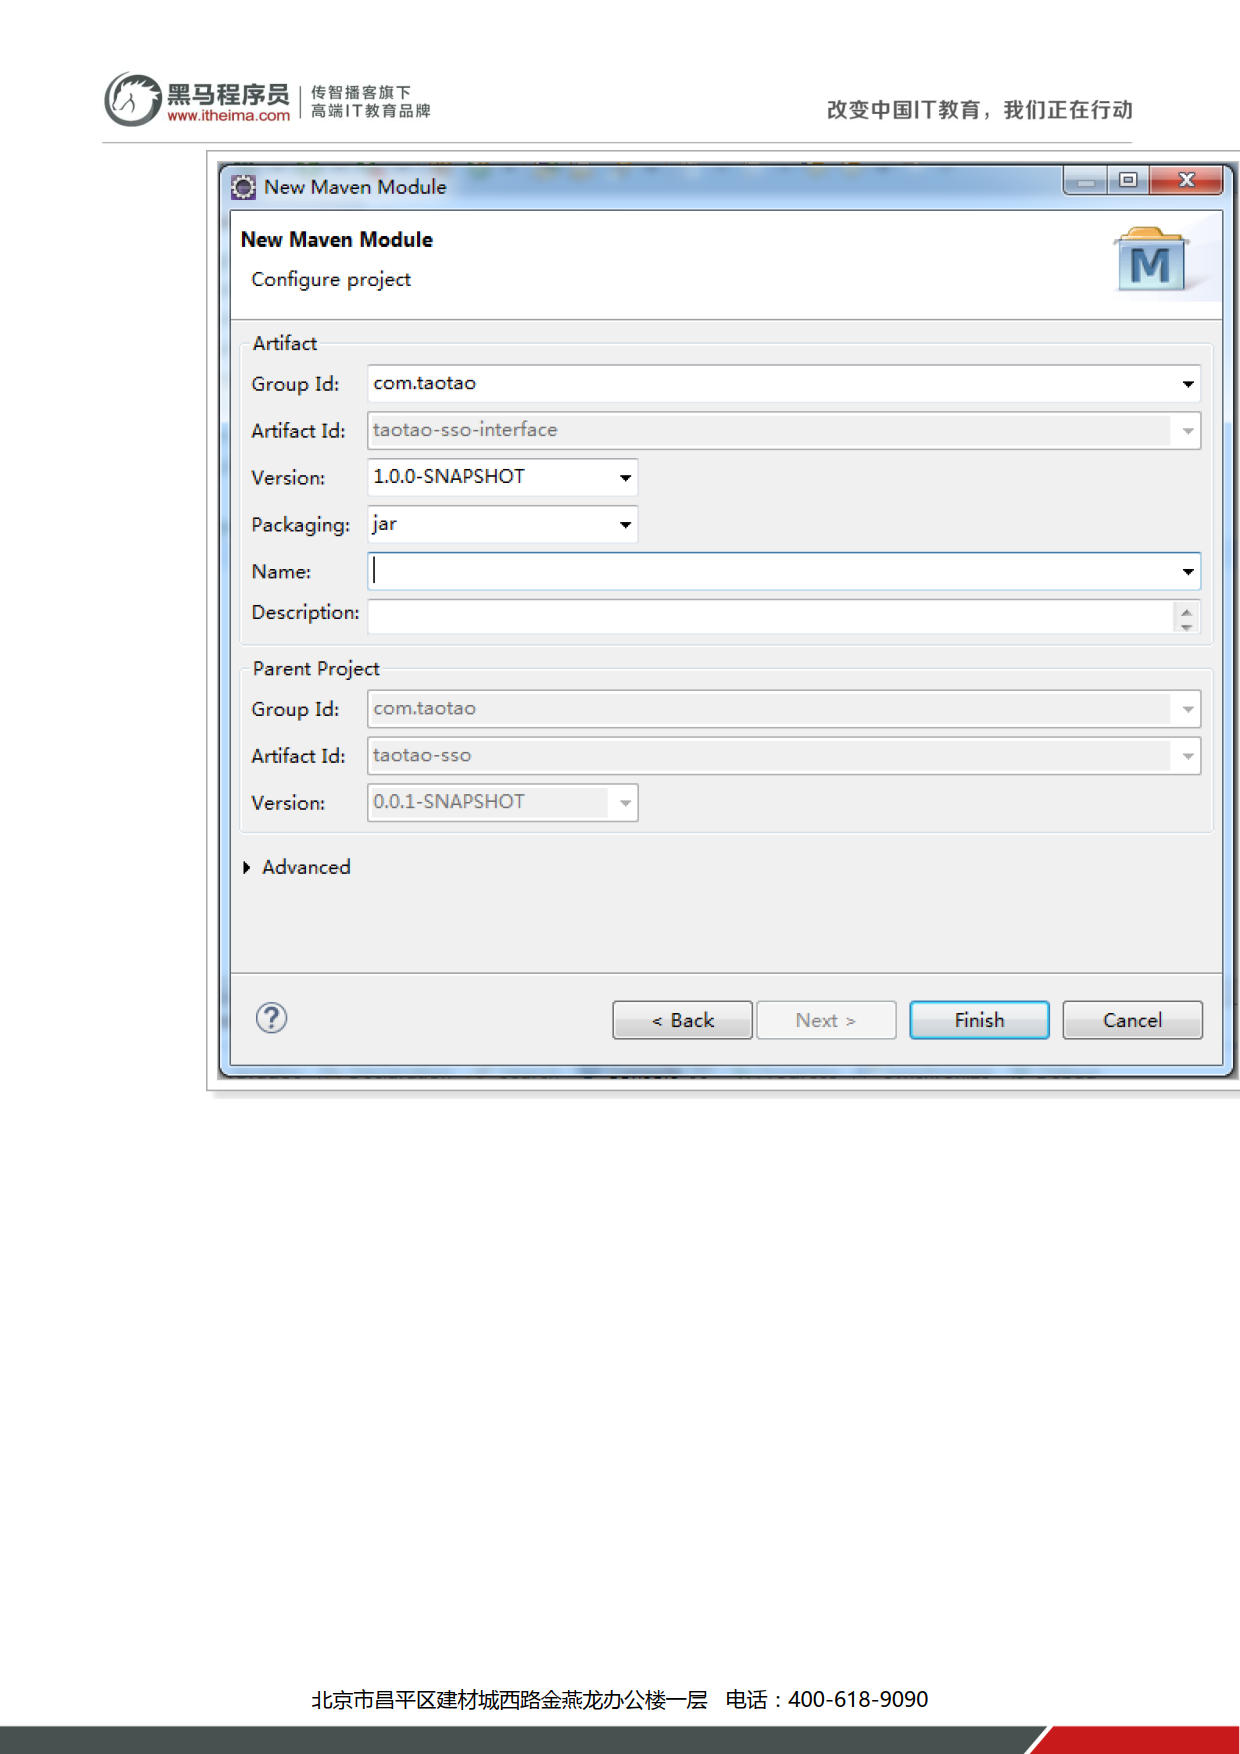 黑马程序员
www.itheima.com
传智播客旗下
高端IT教育品牌
改变中国IT教育，我们正在行动
New Maven Module
New Maven Module
Configure project
M
Artifact
Group Id: com.taotao
Artifact Id: taotao-sso-interface
Version: 1.0.0-SNAPSHOT
Packaging: jar
Name:
Description:
Parent Project
Group Id: com.taotao
Artifact Id: taotao-sso
Version: 0.0.1-SNAPSHOT
Advanced
< Back Next > Finish Cancel
北京市昌平区建材城西路金燕龙办公楼一层 电话：400-618-9090